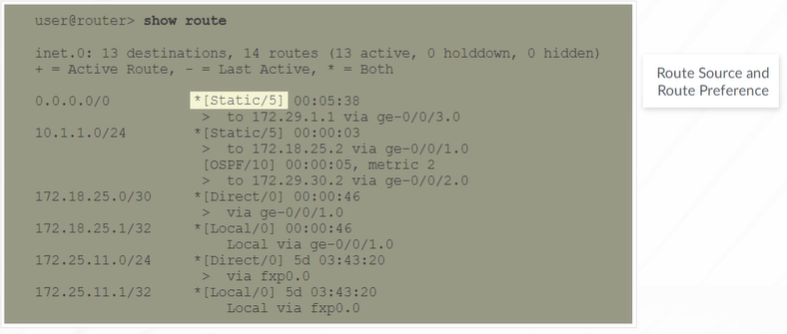 user@router> show route
inet.0: 13 destinations, 14 routes (13 active, 0 holddown, 0 hidden)
+ = Active Route, - = Last Active, * = Both
0.0.0.0/0 *[Static/5] 00:05:38
> to 172.29.1.1 via ge-0/0/3.0
10.1.1.0/24 *[Static/5] 00:00:03
> to 172.18.25.2 via ge-0/0/1.0
[OSPF/10] 00:00:05, metric 2
> to 172.29.30.2 via ge-0/0/2.0
172.18.25.0/30 *[Direct/0] 00:00:46
> via ge-0/0/1.0
172.18.25.1/32 *[Local/0] 00:00:46
Local via ge-0/0/1.0
172.25.11.0/24 *[Direct/0] 5d 03:43:20
> via fxp0.0
172.25.11.1/32 *[Local/0] 5d 03:43:20
Local via fxp0.0
Route Source and
Route Preference